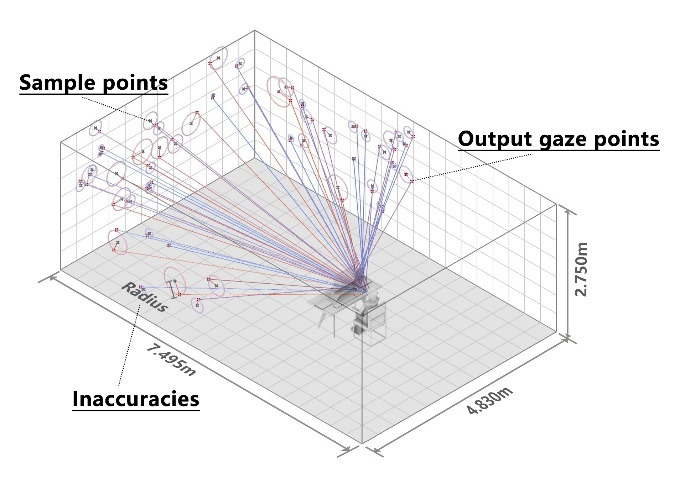 Sample points
Output gaze points
2.750m
Radius
7.495m
4.830m
Inaccuracies